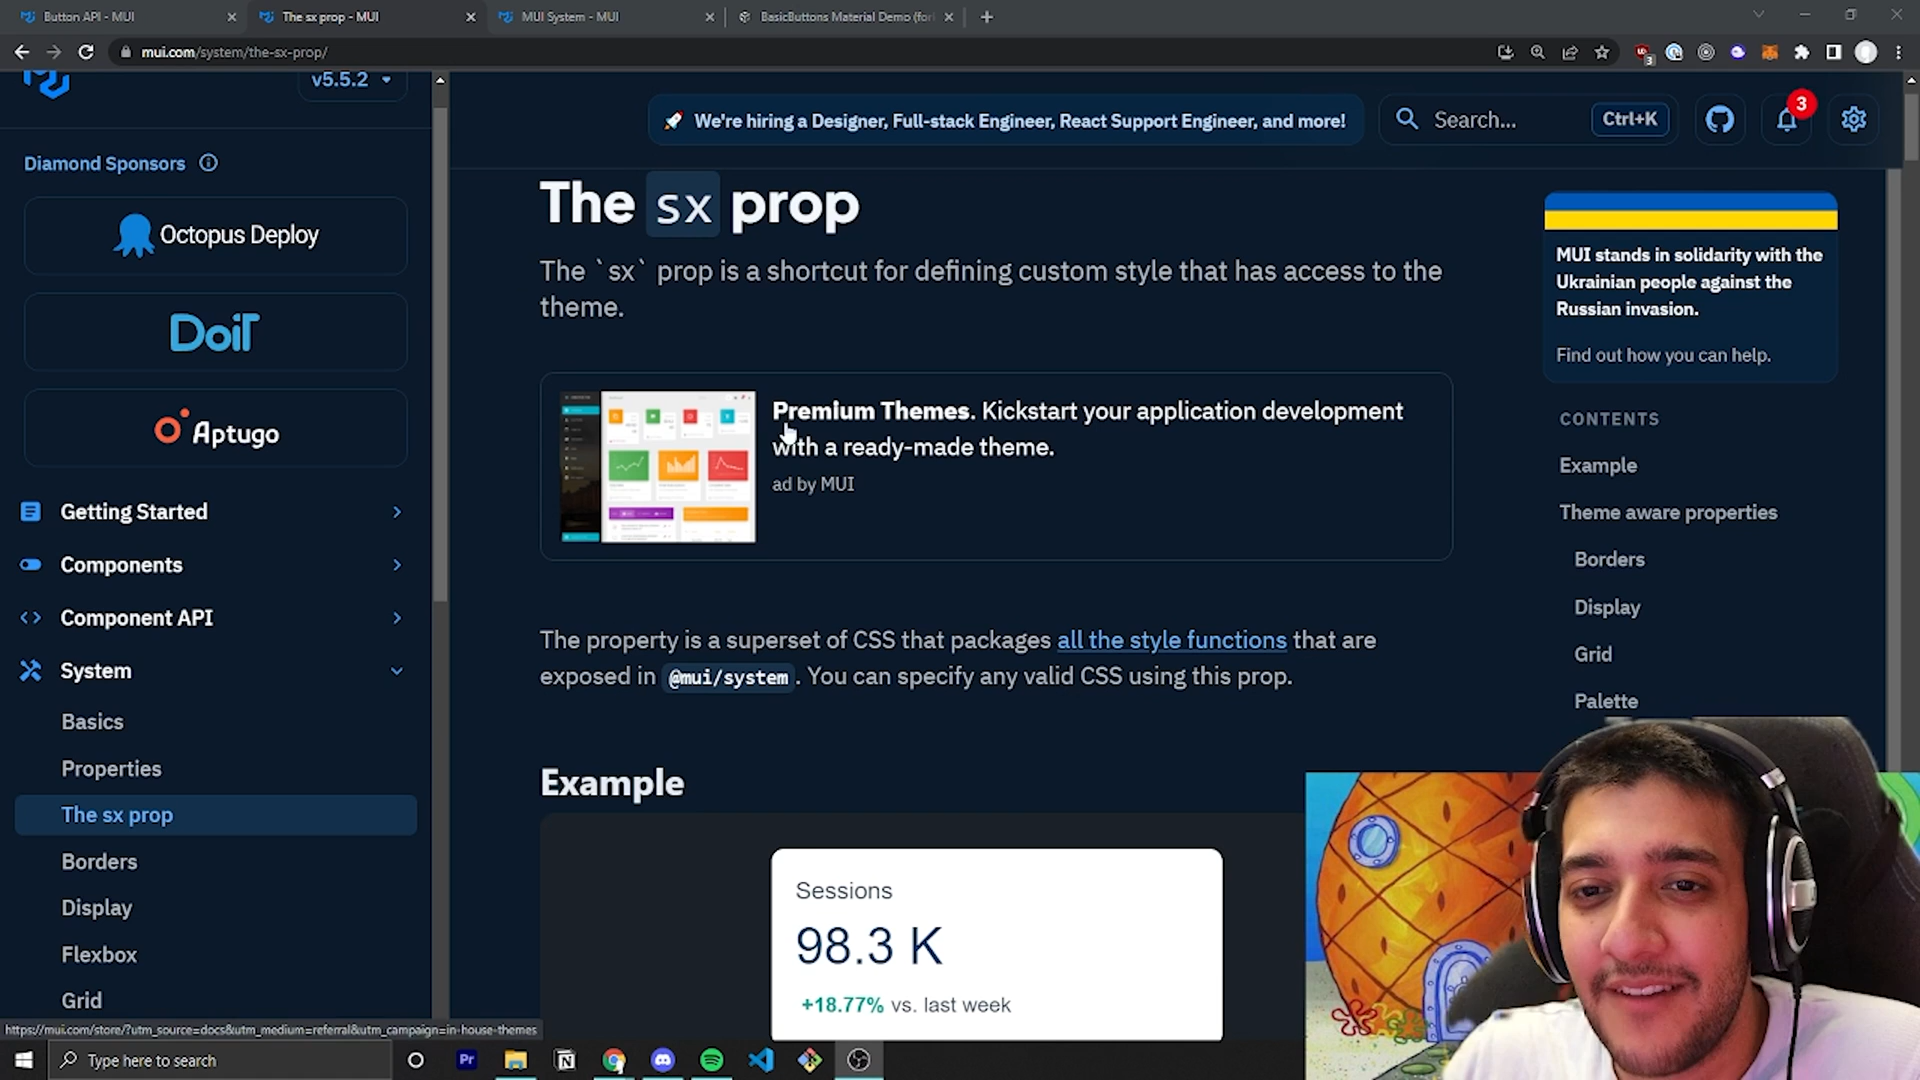 Button API - MUI
The sx prop - MUI
MUI System - MUI
BasicButtons Material Demo (for
mui.com/system/the-sx-prop/
3
v5.5.2
🚀 We're hiring a Designer, Full-stack Engineer, React Support Engineer, and more!
Search...
Ctrl+K
3
Diamond Sponsors
Octopus Deploy
DoiT
Aptugo
Getting Started
Components
Component API
System
Basics
Properties
The sx prop
Borders
Display
Flexbox
Grid
The sx prop
The `sx` prop is a shortcut for defining custom style that has access to the
theme.
Premium Themes. Kickstart your application development
with a ready-made theme.
ad by MUI
The property is a superset of CSS that packages all the style functions that are
exposed in @mui/system. You can specify any valid CSS using this prop.
Example
Sessions
98.3 K
+18.77% vs. last week
MUI stands in solidarity with the
Ukrainian people against the
Russian invasion.
Find out how you can help.
CONTENTS
Example
Theme aware properties
Borders
Display
Grid
Palette
https://mui.com/store/?utm_source=docs&utm_medium=referral&utm_campaign=in-house-themes
Type here to search
Pr